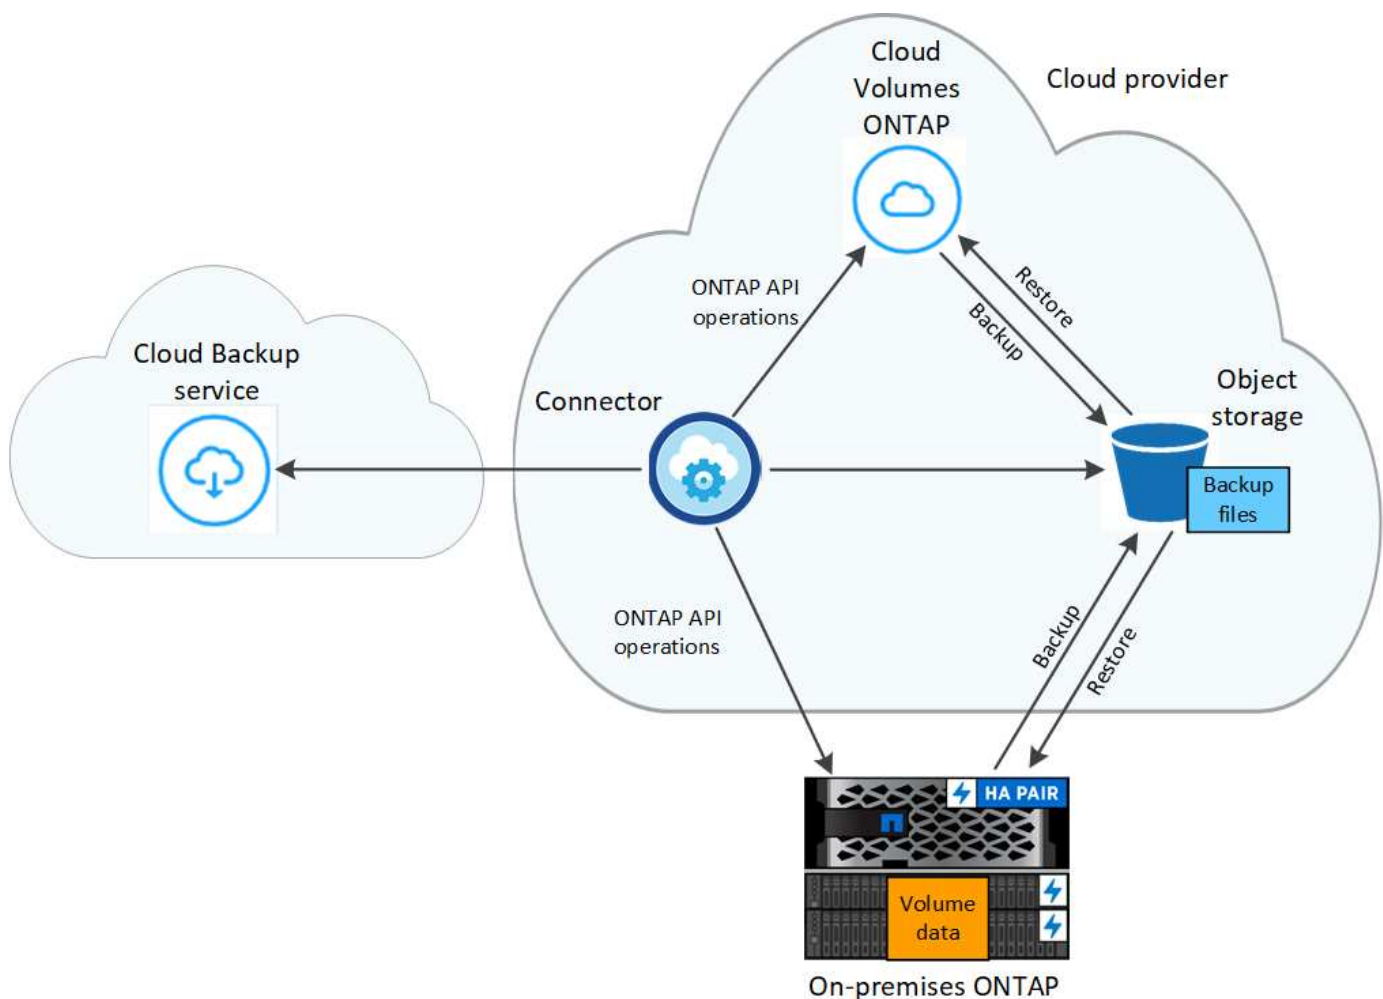 Cloud
Volumes
ONTAP
Cloud provider
ONTAP API
operations
Restore
Backup
Cloud Backup
service
Connector
Object
storage
Backup
files
ONTAP API
operations
Backup
Restore
HA PAIR
Volume
data
On-premises ONTAP